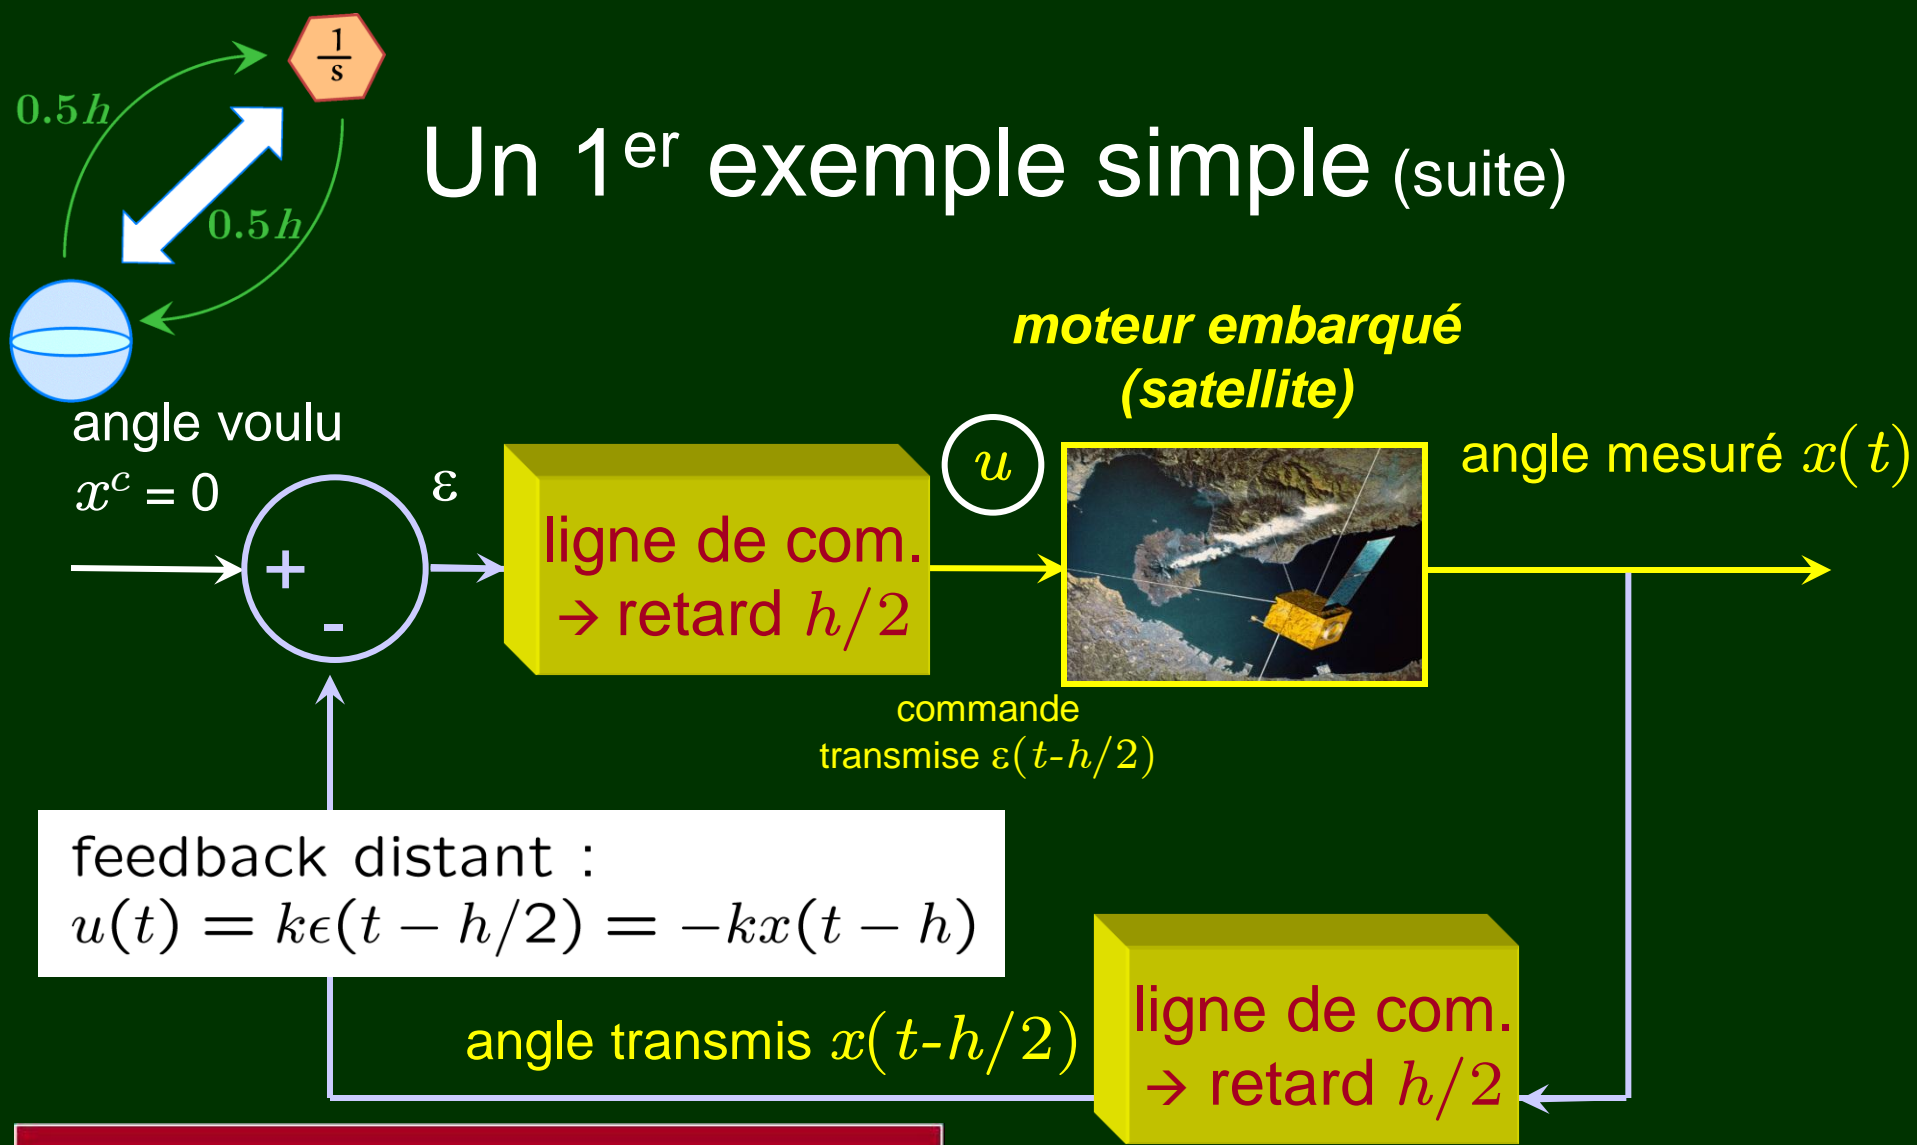 1/s
0.5h
0.5h
Un 1er exemple simple (suite)
moteur embarqué
(satellite)
angle voulu
xᶜ = 0
ε
+
-
ligne de com.
→ retard h/2
u
angle mesuré x(t)
commande
transmise ε(t-h/2)
feedback distant :
u(t) = kϵ(t − h/2) = −kx(t − h)
angle transmis x(t-h/2)
ligne de com.
→ retard h/2